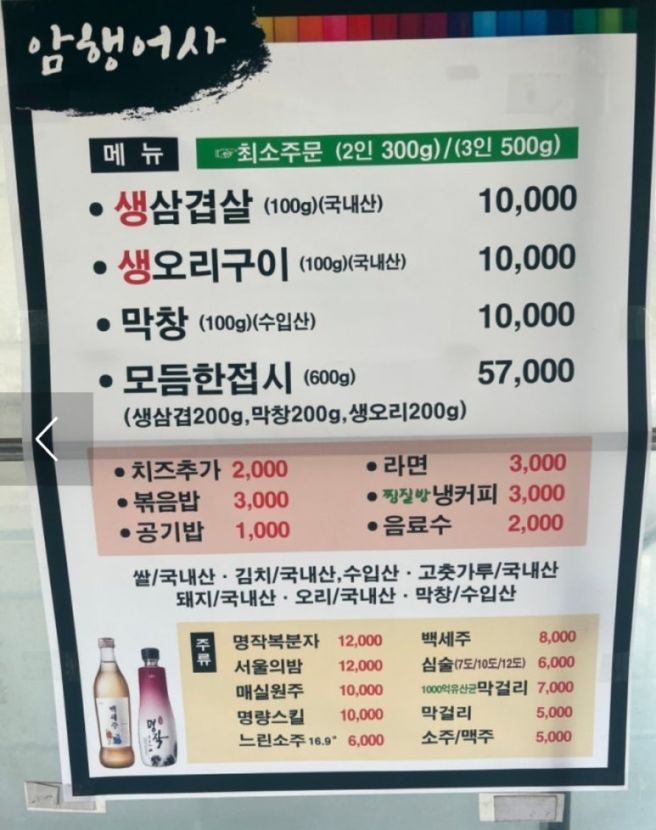 암행어사
메 뉴 ☞최소주문 (2인 300g)/(3인 500g)
• 생삼겹살 (100g)(국내산) 10,000
• 생오리구이 (100g)(국내산) 10,000
• 막창 (100g)(수입산) 10,000
• 모듬한접시 (600g) 57,000
(생삼겹200g,막창200g,생오리200g)
• 치즈추가 2,000 • 라면 3,000
• 볶음밥 3,000 • 찜질방냉커피 3,000
• 공기밥 1,000 • 음료수 2,000
쌀/국내산 · 김치/국내산,수입산 · 고춧가루/국내산
돼지/국내산 · 오리/국내산 · 막창/수입산
주류
명작복분자 12,000 백세주 8,000
서울의밤 12,000 심술(7도/10도/12도) 6,000
매실원주 10,000 1000억유산균막걸리 7,000
명량스킬 10,000 막걸리 5,000
느린소주 16.9° 6,000 소주/맥주 5,000
백세주
명작